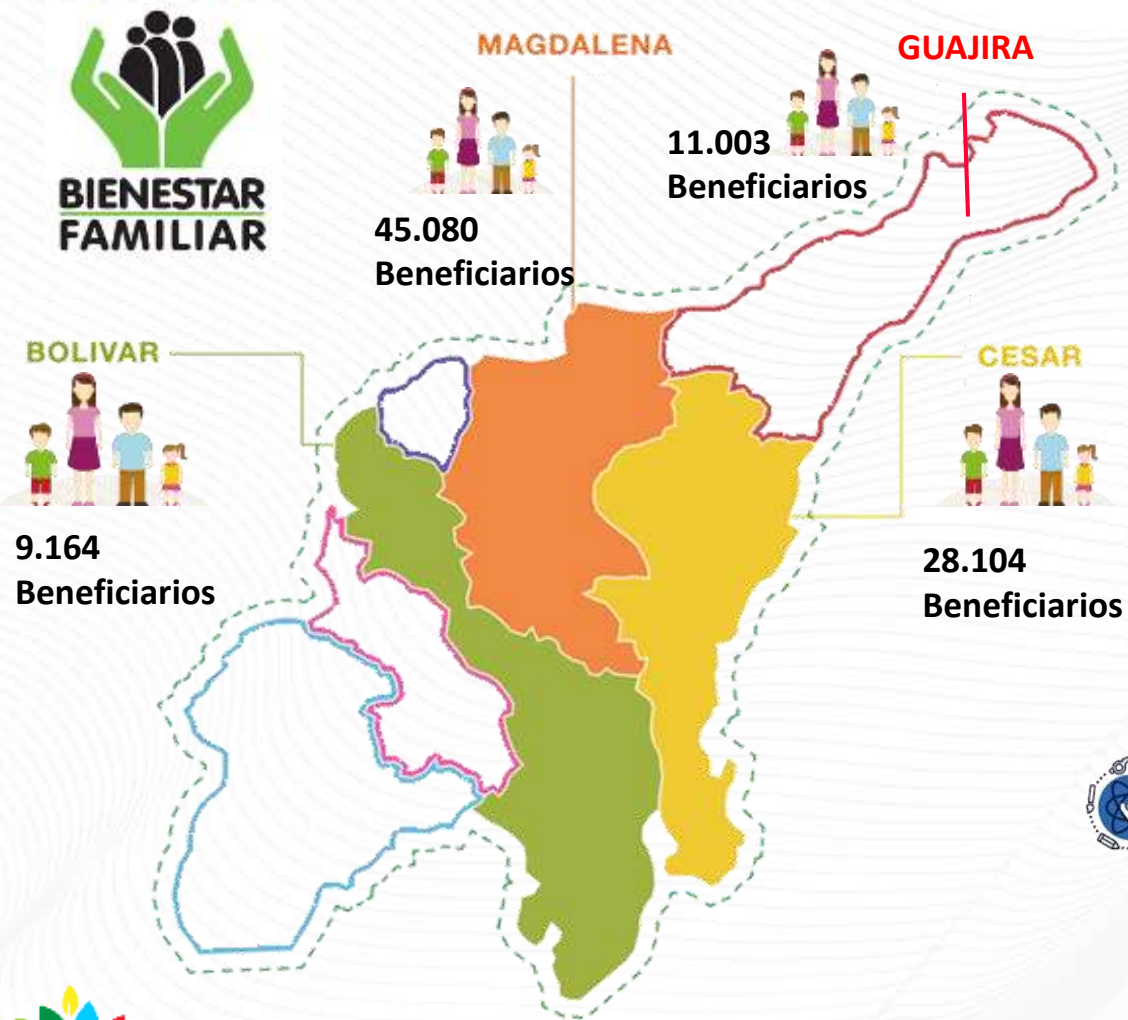 BIENESTAR
FAMILIAR
MAGDALENA
45.080
Beneficiarios
GUAJIRA
11.003
Beneficiarios
BOLIVAR
9.164
Beneficiarios
CESAR
28.104
Beneficiarios